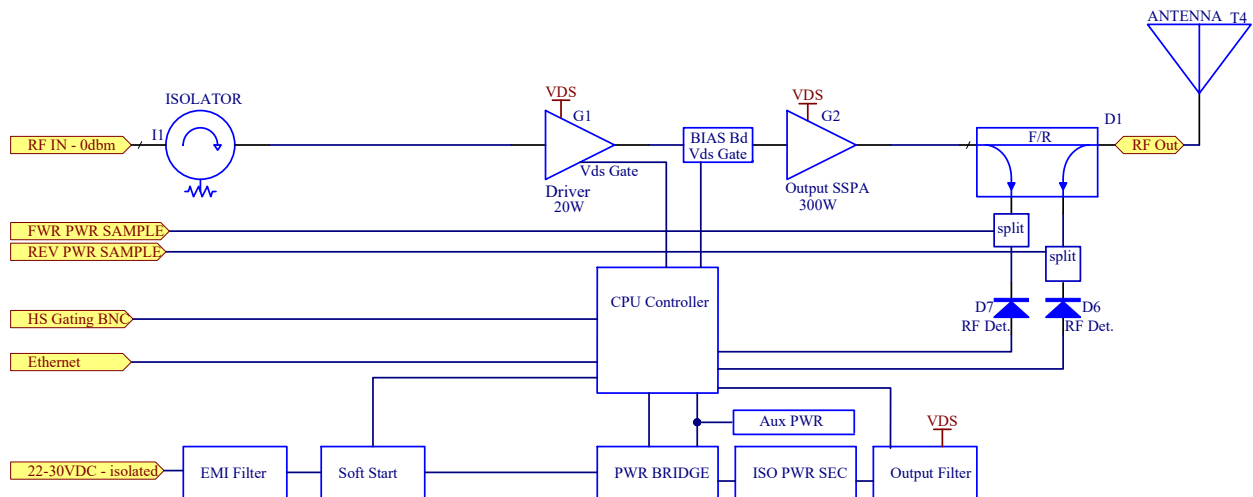 ANTENNA T4
ISOLATOR
VDS
VDS
G1
G2
D1
RF IN - 0dbm
I1
BIAS Bd
Vds Gate
F/R
RF Out
Vds Gate
Driver
20W
Output SSPA
300W
FWR PWR SAMPLE
split
REV PWR SAMPLE
split
CPU Controller
D7
RF Det.
D6
RF Det.
HS Gating BNC
Ethernet
Aux PWR
VDS
22-30VDC - isolated
EMI Filter
Soft Start
PWR BRIDGE
ISO PWR SEC
Output Filter